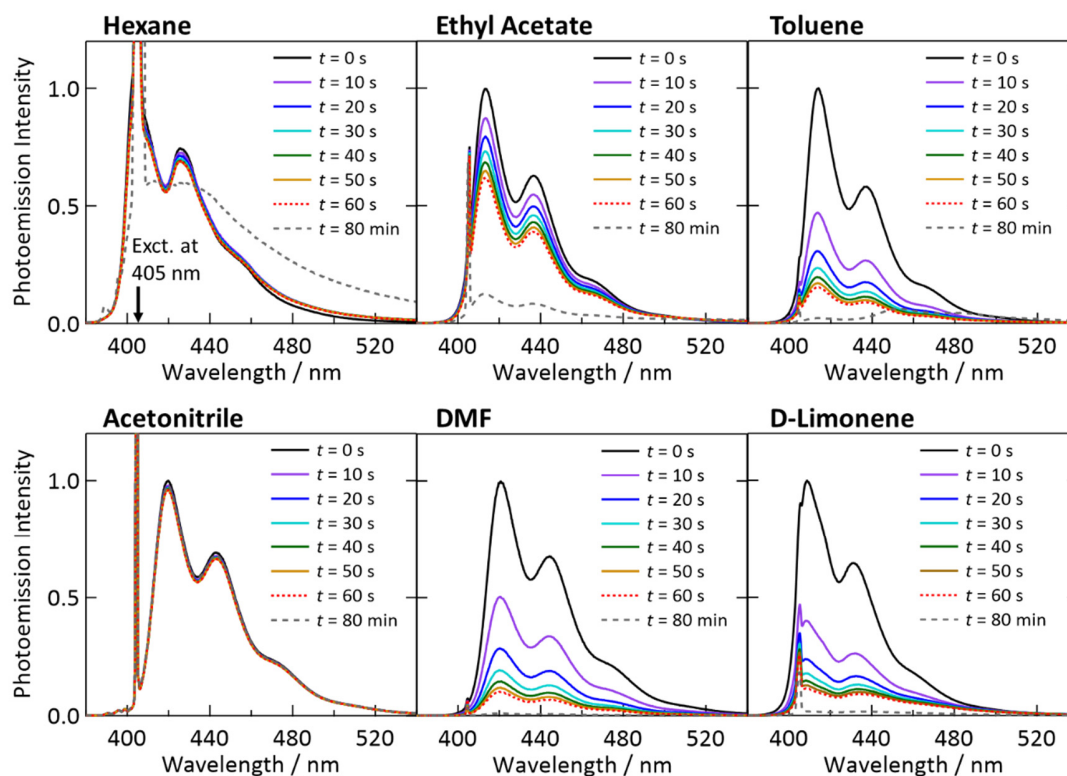 Hexane
Ethyl Acetate
Toluene
Photoemission Intensity
1.0
0.5
0.0
t = 0 s
t = 10 s
t = 20 s
t = 30 s
t = 40 s
t = 50 s
t = 60 s
t = 80 min
Exct. at
405 nm
400 440 480 520
Wavelength / nm
t = 0 s
t = 10 s
t = 20 s
t = 30 s
t = 40 s
t = 50 s
t = 60 s
t = 80 min
400 440 480 520
Wavelength / nm
t = 0 s
t = 10 s
t = 20 s
t = 30 s
t = 40 s
t = 50 s
t = 60 s
t = 80 min
400 440 480 520
Wavelength / nm
Acetonitrile
DMF
D-Limonene
Photoemission Intensity
1.0
0.5
0.0
t = 0 s
t = 10 s
t = 20 s
t = 30 s
t = 40 s
t = 50 s
t = 60 s
t = 80 min
400 440 480 520
Wavelength / nm
t = 0 s
t = 10 s
t = 20 s
t = 30 s
t = 40 s
t = 50 s
t = 60 s
t = 80 min
400 440 480 520
Wavelength / nm
t = 0 s
t = 10 s
t = 20 s
t = 30 s
t = 40 s
t = 50 s
t = 60 s
t = 80 min
400 440 480 520
Wavelength / nm